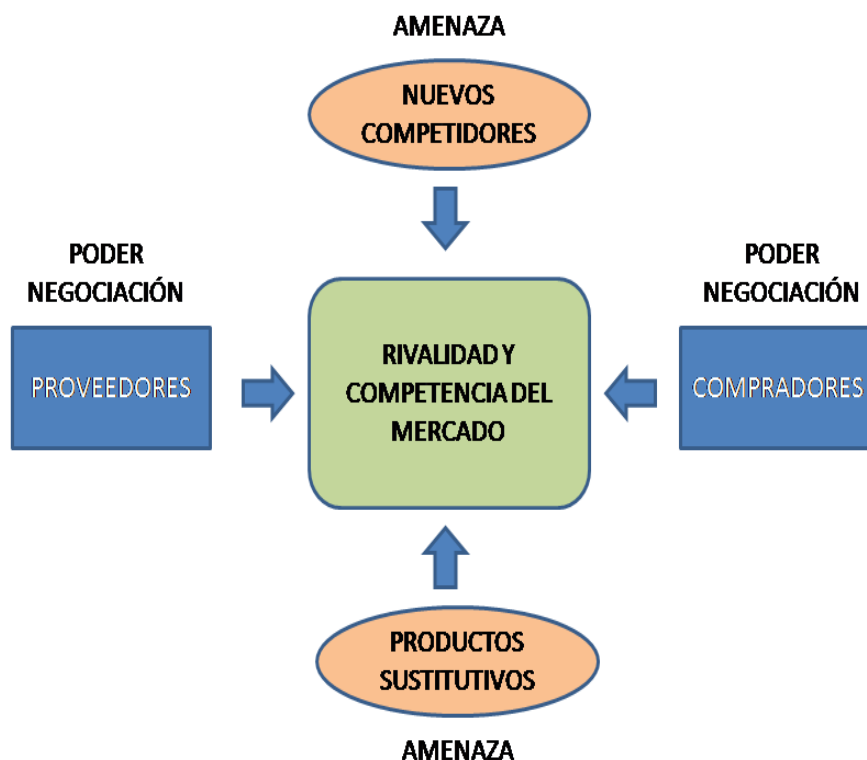 AMENAZA
NUEVOS
COMPETIDORES
PODER
NEGOCIACIÓN
PROVEEDORES
RIVALIDAD Y
COMPETENCIA DEL
MERCADO
PODER
NEGOCIACIÓN
COMPRADORES
PRODUCTOS
SUSTITUTIVOS
AMENAZA